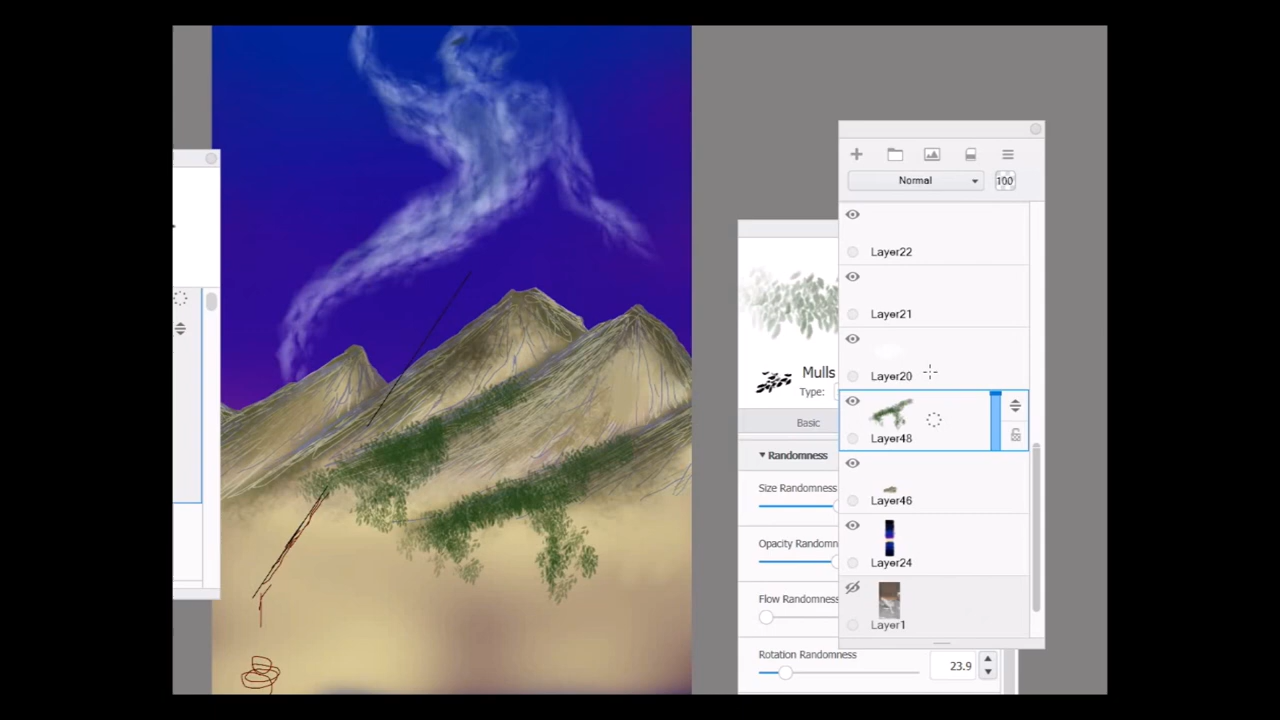 Normal
100
Layer22
Layer21
Layer20
Layer48
Layer46
Layer24
Layer1
Mulls
Type:
Basic
Randomness
Size Randomness
Opacity Randomn
Flow Randomness
Rotation Randomness
23.9